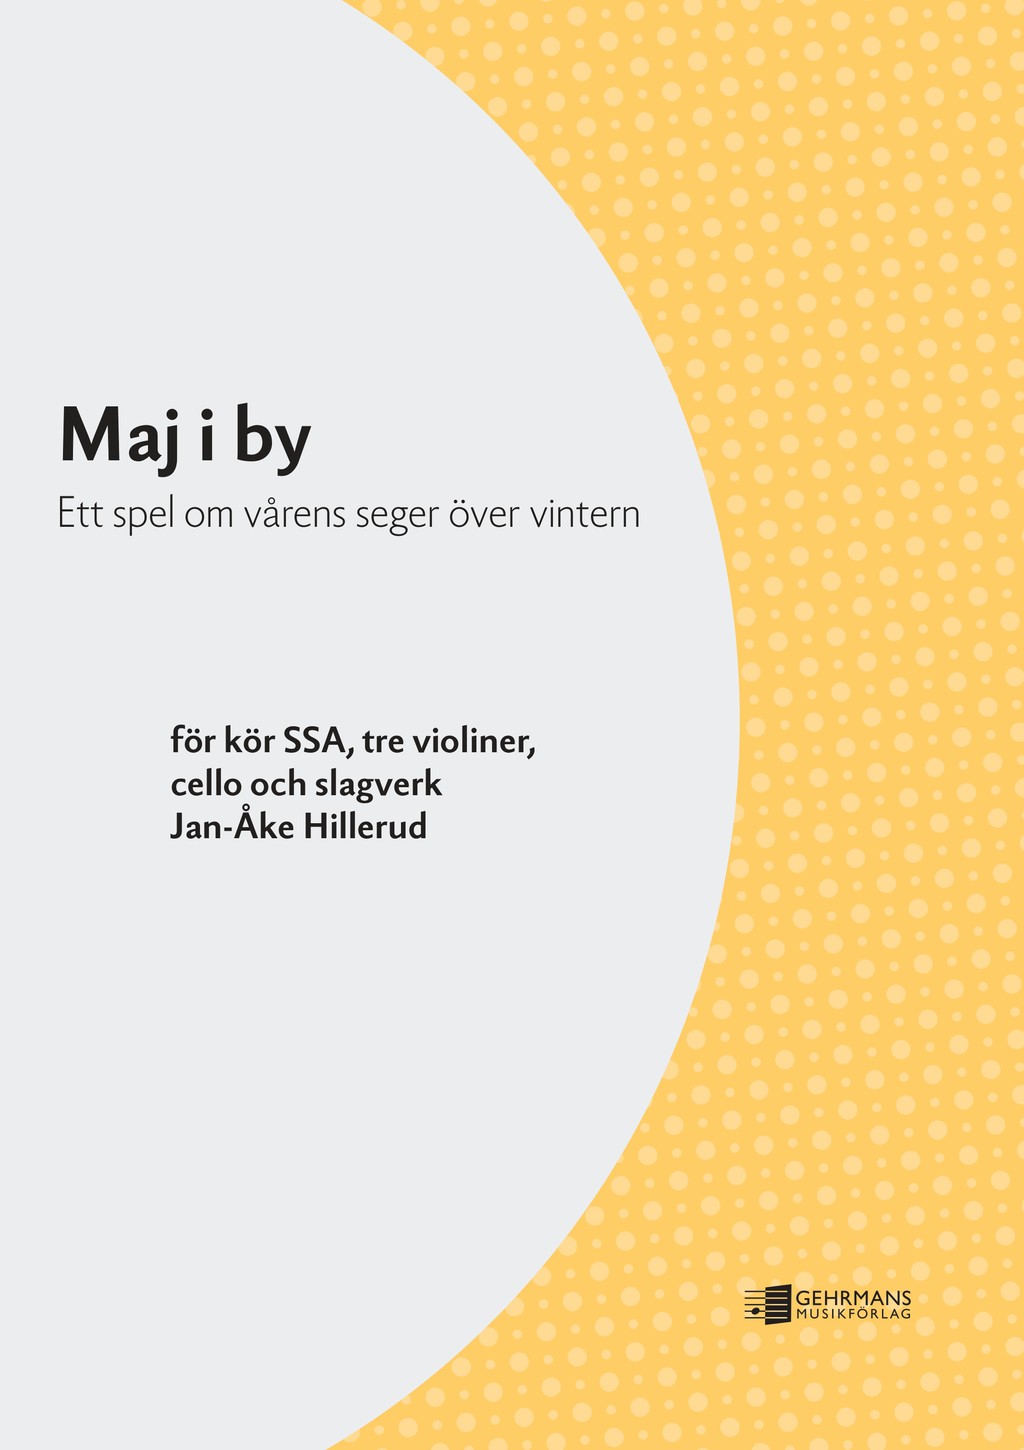 Maj i by
Ett spel om vårens seger över vintern
för kör SSA, tre violiner,
cello och slagverk
Jan-Åke Hillerud
GEHRMANS
MUSIKFÖRLAG